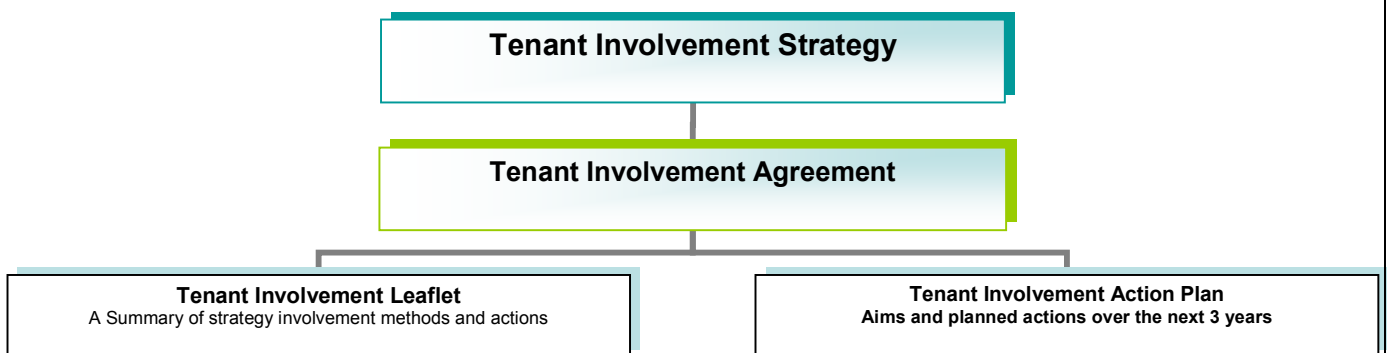 Tenant Involvement Strategy
Tenant Involvement Agreement
Tenant Involvement Leaflet
A Summary of strategy involvement methods and actions
Tenant Involvement Action Plan
Aims and planned actions over the next 3 years